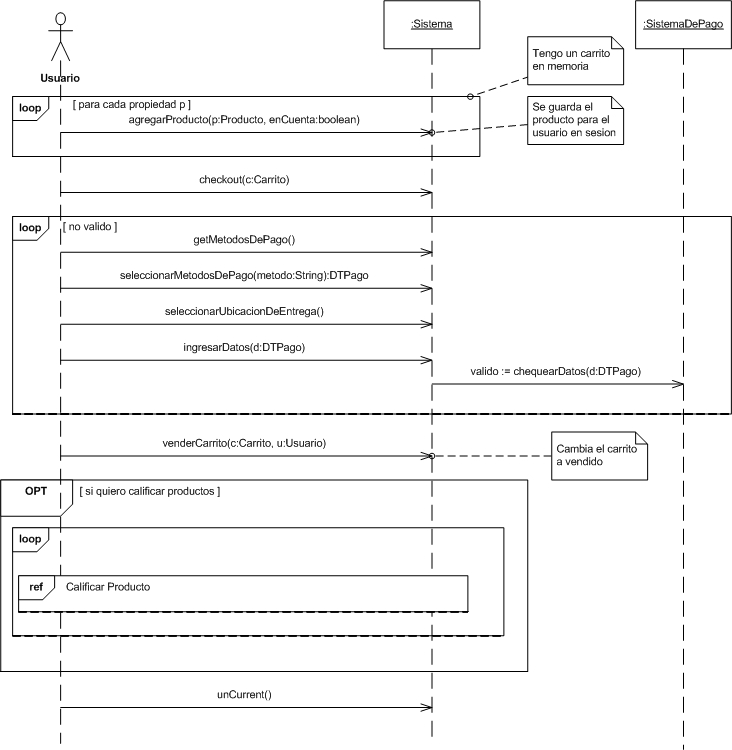 :Sistema
:SistemaDePago
Usuario
Tengo un carrito
en memoria
loop
[ para cada propiedad p ]
agregarProducto(p:Producto, enCuenta:boolean)
Se guarda el
producto para el
usuario en sesion
checkout(c:Carrito)
loop
[ no valido ]
getMetodosDePago()
seleccionarMetodosDePago(metodo:String):DTPago
seleccionarUbicacionDeEntrega()
ingresarDatos(d:DTPago)
valido := chequearDatos(d:DTPago)
venderCarrito(c:Carrito, u:Usuario)
Cambia el carrito
a vendido
OPT
[ si quiero calificar productos ]
loop
ref
Calificar Producto
unCurrent()